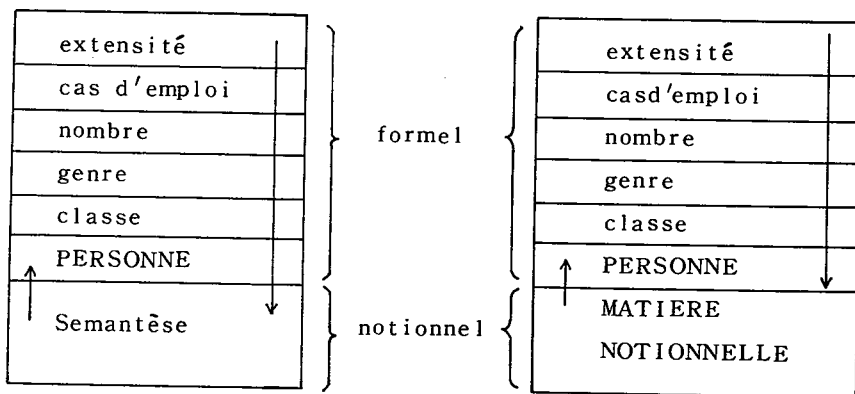 extensité
cas d'emploi
nombre
genre
classe
PERSONNE
Semantèse
formel
notionnel
extensité
casd'emploi
nombre
genre
classe
PERSONNE
MATIERE
NOTIONNELLE